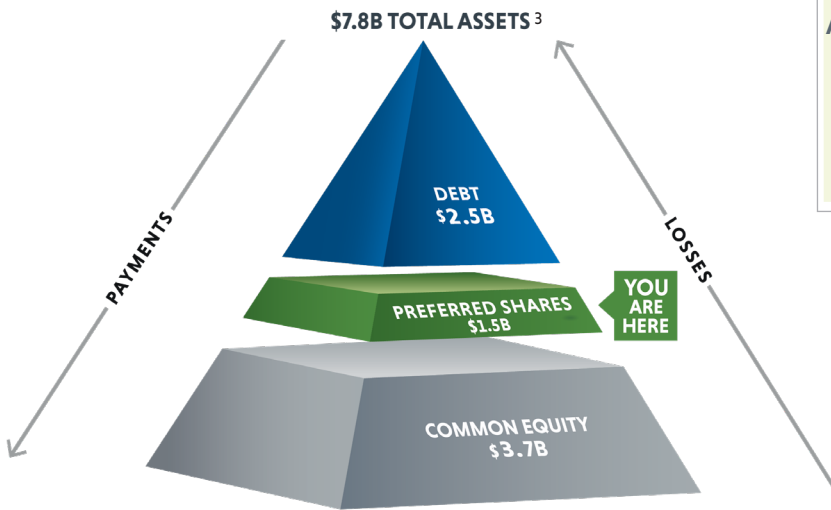 $7.8B TOTAL ASSETS 3
DEBT
$2.5B
PAYMENTS
LOSSES
PREFERRED SHARES
$1.5B
YOU
ARE
HERE
COMMON EQUITY
$3.7B